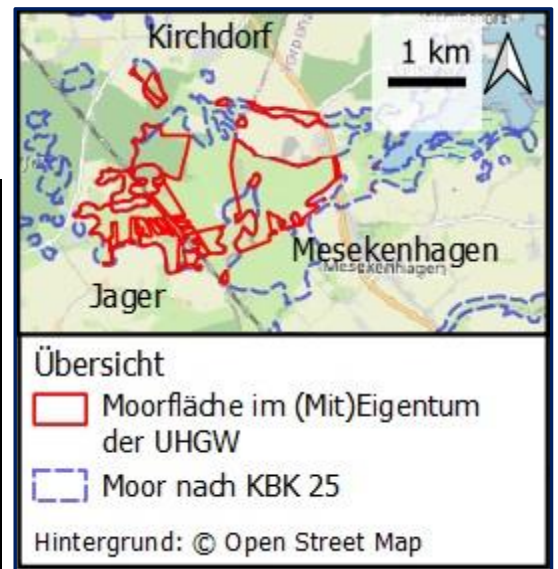 Kirchdorf
1 km
Mesekenhagen
Mesekenhagen
Jager
Übersicht
Moorfläche im (Mit)Eigentum
der UHGW
Moor nach KBK 25
Hintergrund: © Open Street Map